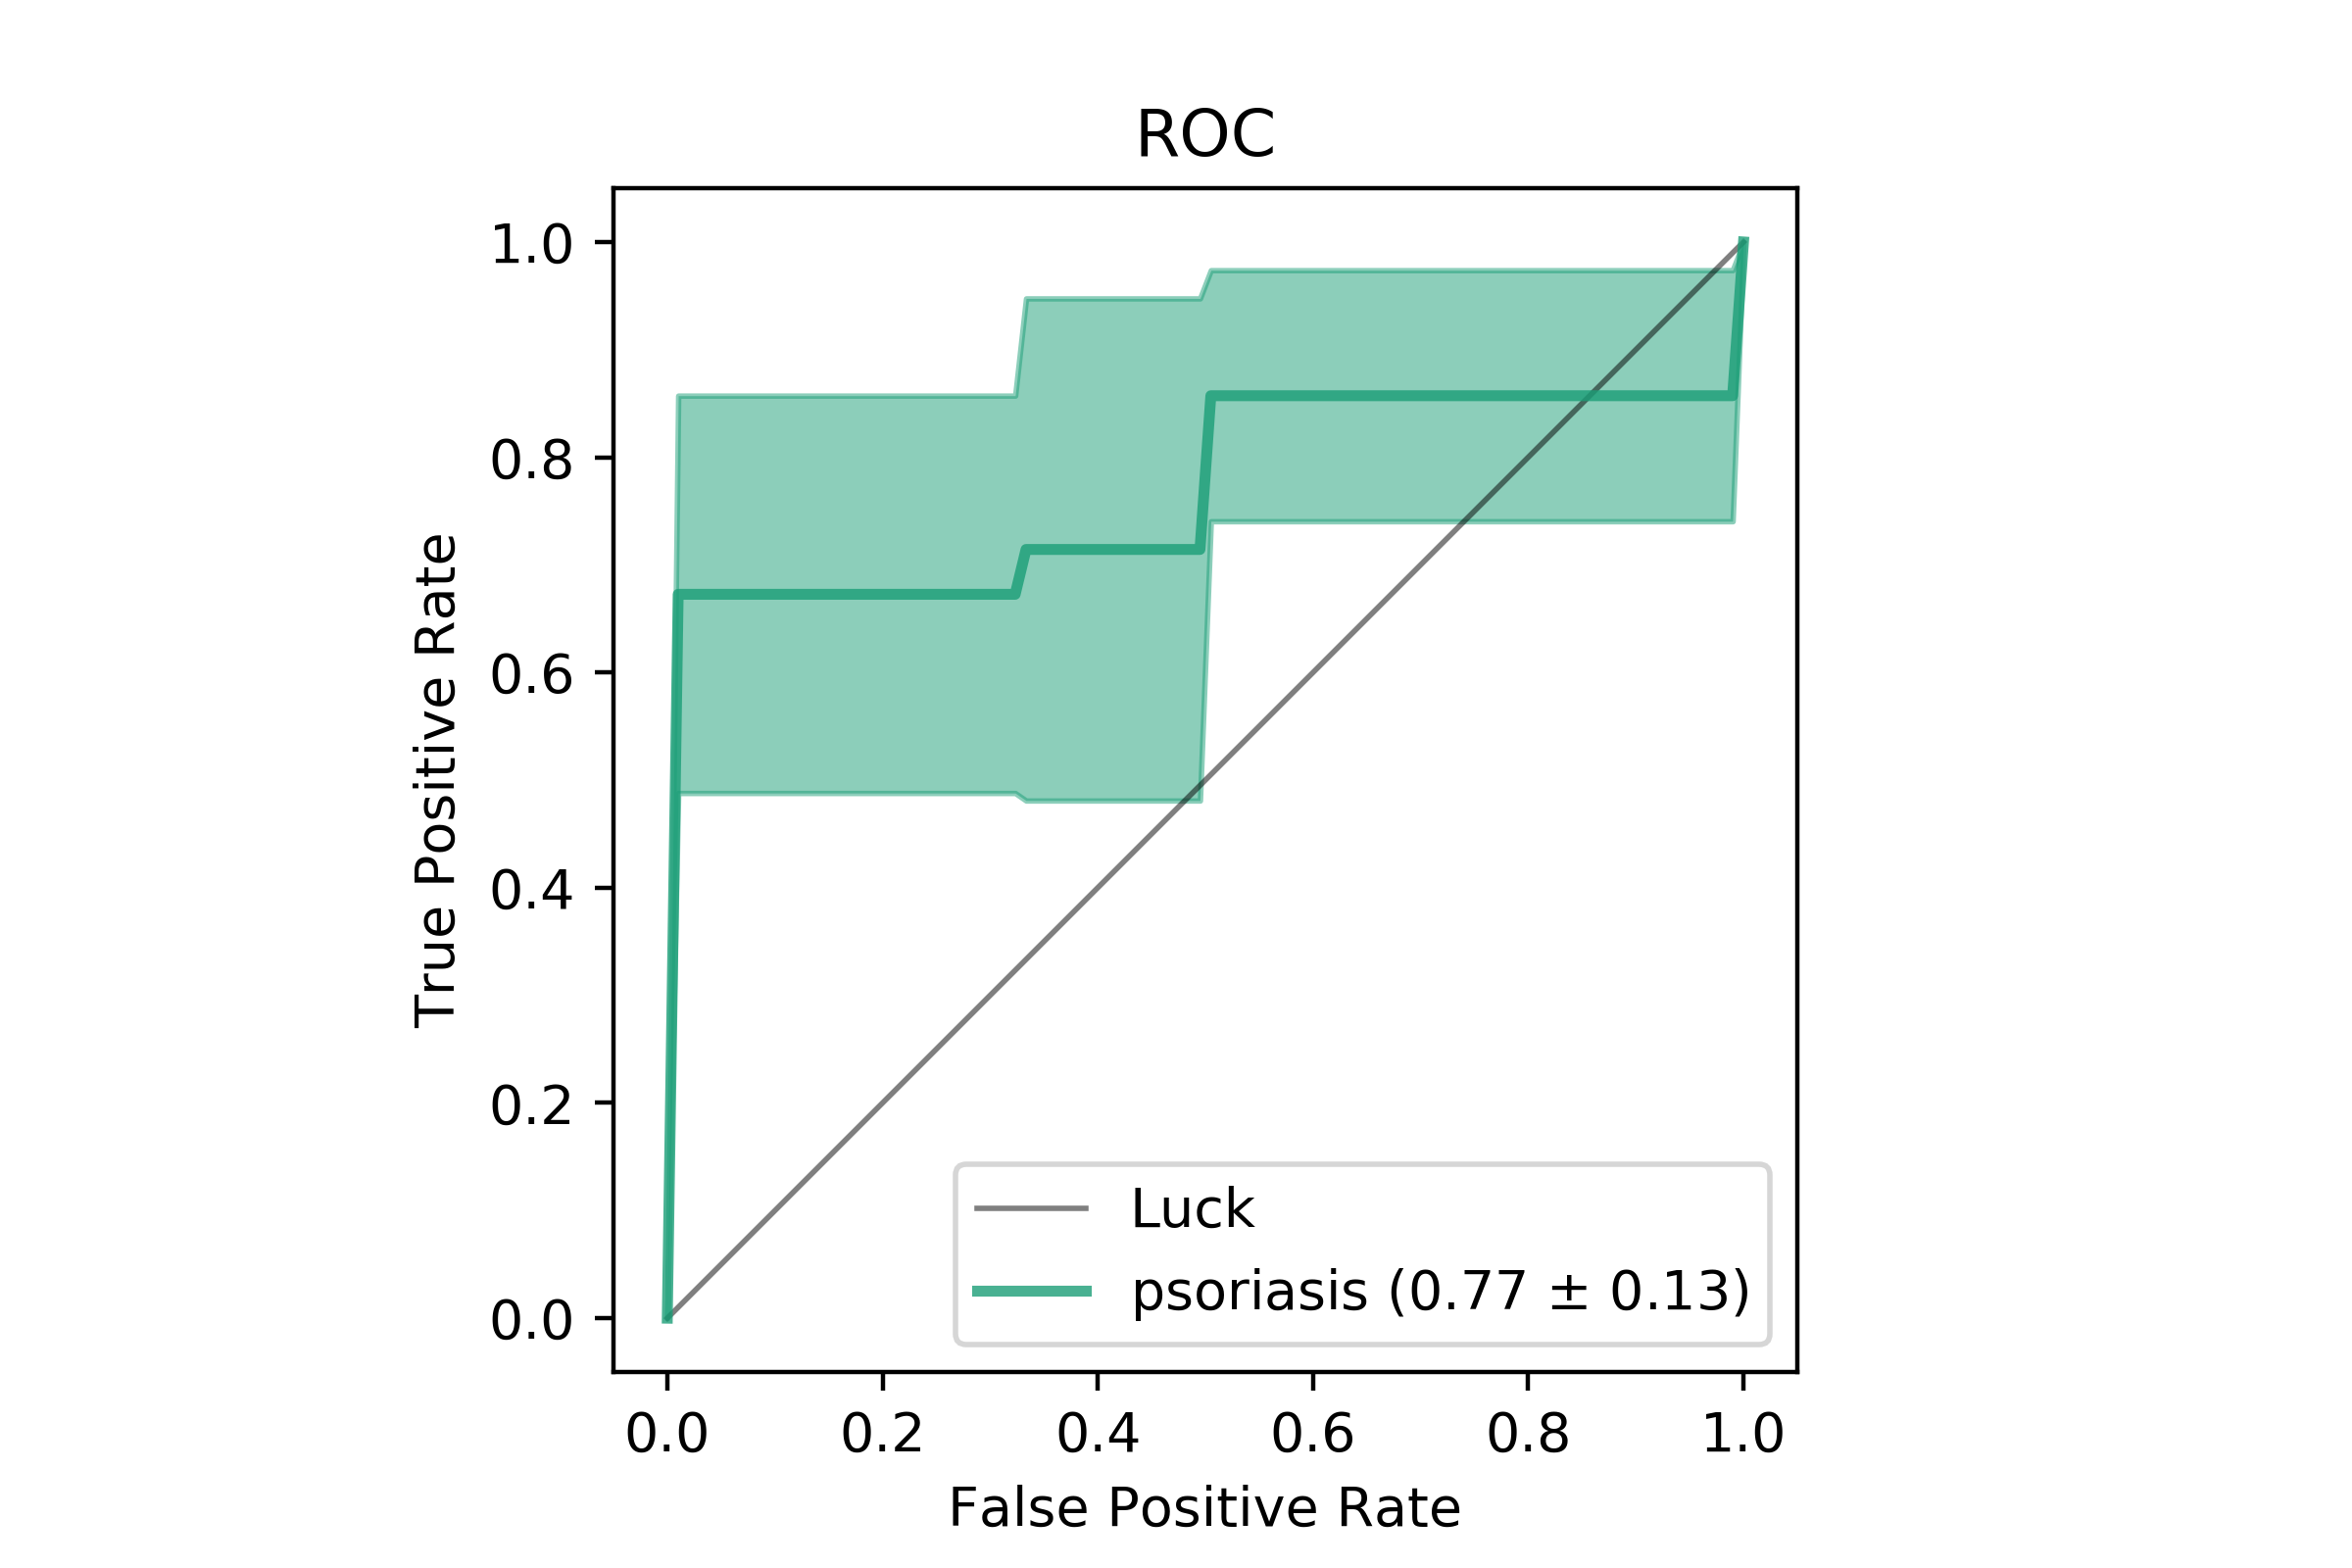 ROC
1.0
0.8
0.6
0.4
0.2
0.0
True Positive Rate
Luck
psoriasis (0.77 ± 0.13)
0.0 0.2 0.4 0.6 0.8 1.0
False Positive Rate